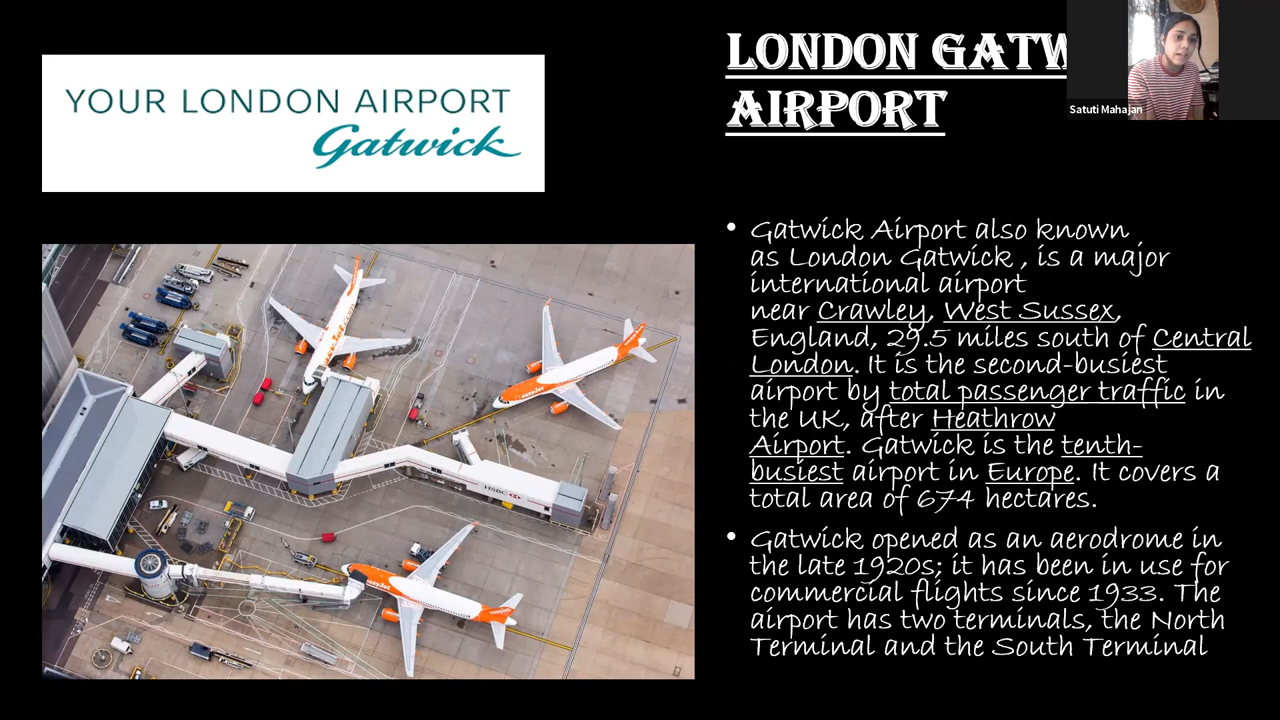 YOUR LONDON AIRPORT
Gatwick
LONDON GATW
AIRPORT
Satuti Mahajan
• Gatwick Airport also known
as London Gatwick , is a major
international airport
near Crawley, West Sussex,
England, 29.5 miles south of Central
London. It is the second-busiest
airport by total passenger traffic in
the UK, after Heathrow
Airport. Gatwick is the tenth-
busiest airport in Europe. It covers a
total area of 674 hectares.
• Gatwick opened as an aerodrome in
the late 1920s; it has been in use for
commercial flights since 1933. The
airport has two terminals, the North
Terminal and the South Terminal
easyJet
easyJet
easyJet
HSBC